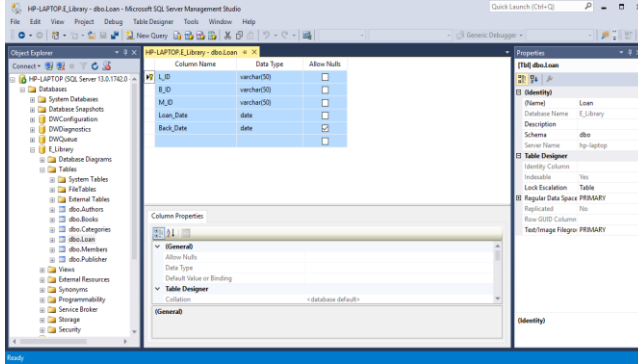 HP-LAPTOP.E_Library - dbo.Loan - Microsoft SQL Server Management Studio
Quick Launch (Ctrl+Q)
File Edit View Project Debug Table Designer Tools Window Help
New Query
Generic Debugger
Object Explorer
Connect
HP-LAPTOP (SQL Server 13.0.1742.0 -
Databases
System Databases
Database Snapshots
DWConfiguration
DWDiagnostics
DWQueue
E_Library
Database Diagrams
Tables
System Tables
FileTables
External Tables
dbo.Authors
dbo.Books
dbo.Categories
dbo.Loan
dbo.Members
dbo.Publisher
Views
External Resources
Synonyms
Programmability
Service Broker
Storage
Security
HP-LAPTOP.E_Library - dbo.Loan
Column Name Data Type Allow Nulls
L_ID varchar(50)
B_ID varchar(50)
M_ID varchar(50)
Loan_Date date
Back_Date date
Column Properties
(General)
Allow Nulls
Data Type
Default Value or Binding
Table Designer
Collation <database default>
(General)
Properties
[Tbl] dbo.Loan
(Identity)
(Name) Loan
Database Name E_Library
Description
Schema dbo
Server Name hp-laptop
Table Designer
Identity Column
Indexable Yes
Lock Escalation Table
Regular Data Space PRIMARY
Replicated No
Row GUID Column
Text/Image Filegro PRIMARY
(Identity)
Ready